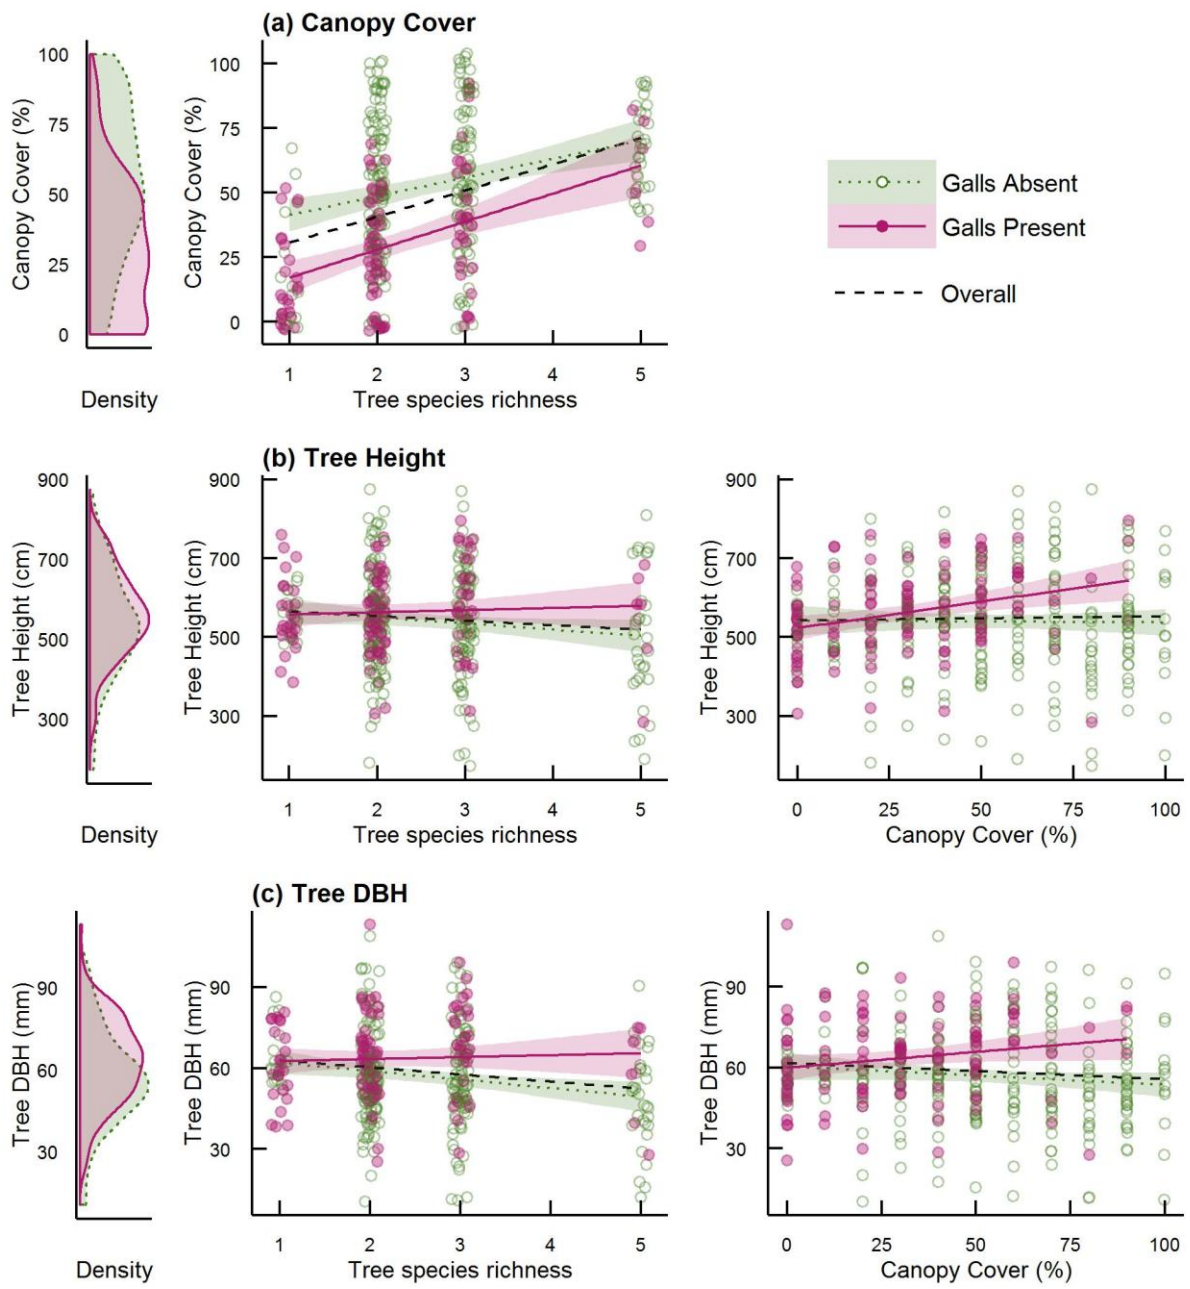 (a) Canopy Cover
Canopy Cover (%)
100
75
50
25
0
Density
Canopy Cover (%)
100
75
50
25
0
1 2 3 4 5
Tree species richness
Galls Absent
Galls Present
Overall
(b) Tree Height
Tree Height (cm)
900
700
500
300
Density
Tree Height (cm)
900
700
500
300
1 2 3 4 5
Tree species richness
Tree Height (cm)
900
700
500
300
0 25 50 75 100
Canopy Cover (%)
(c) Tree DBH
Tree DBH (mm)
90
60
30
Density
Tree DBH (mm)
90
60
30
1 2 3 4 5
Tree species richness
Tree DBH (mm)
90
60
30
0 25 50 75 100
Canopy Cover (%)